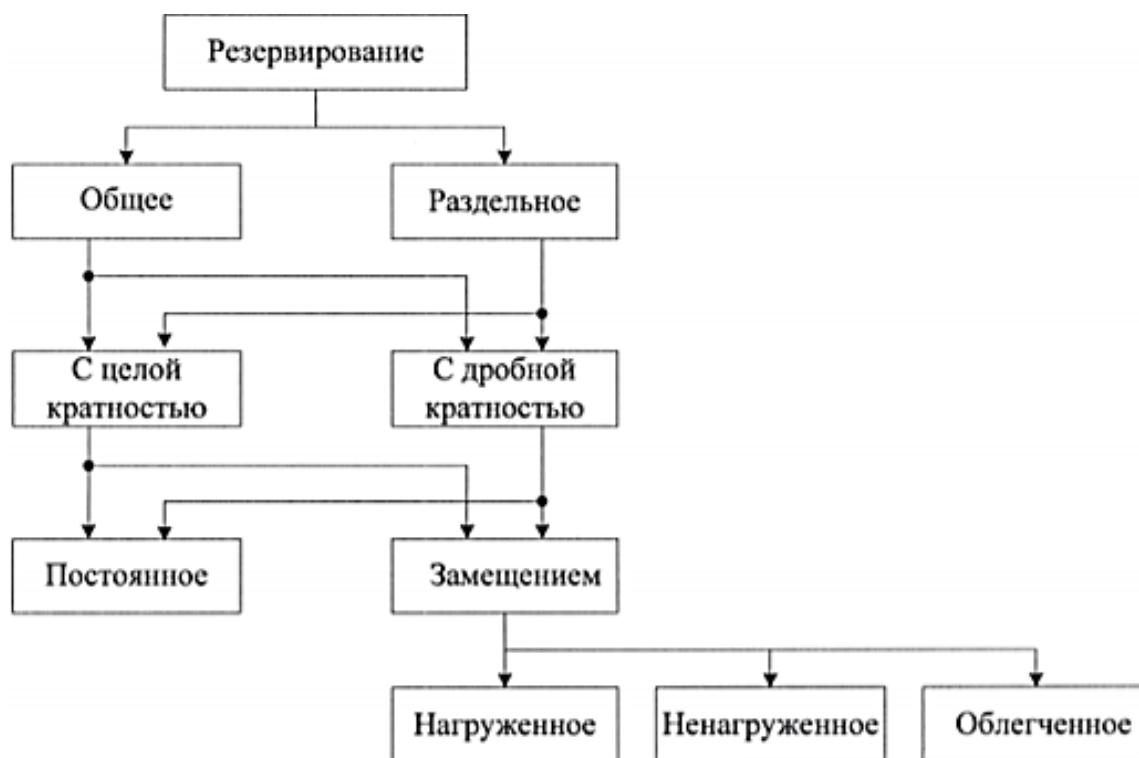 Резервирование
Общее
Раздельное
С целой
кратностью
С дробной
кратностью
Постоянное
Замещением
Нагруженное
Ненагруженное
Облегченное